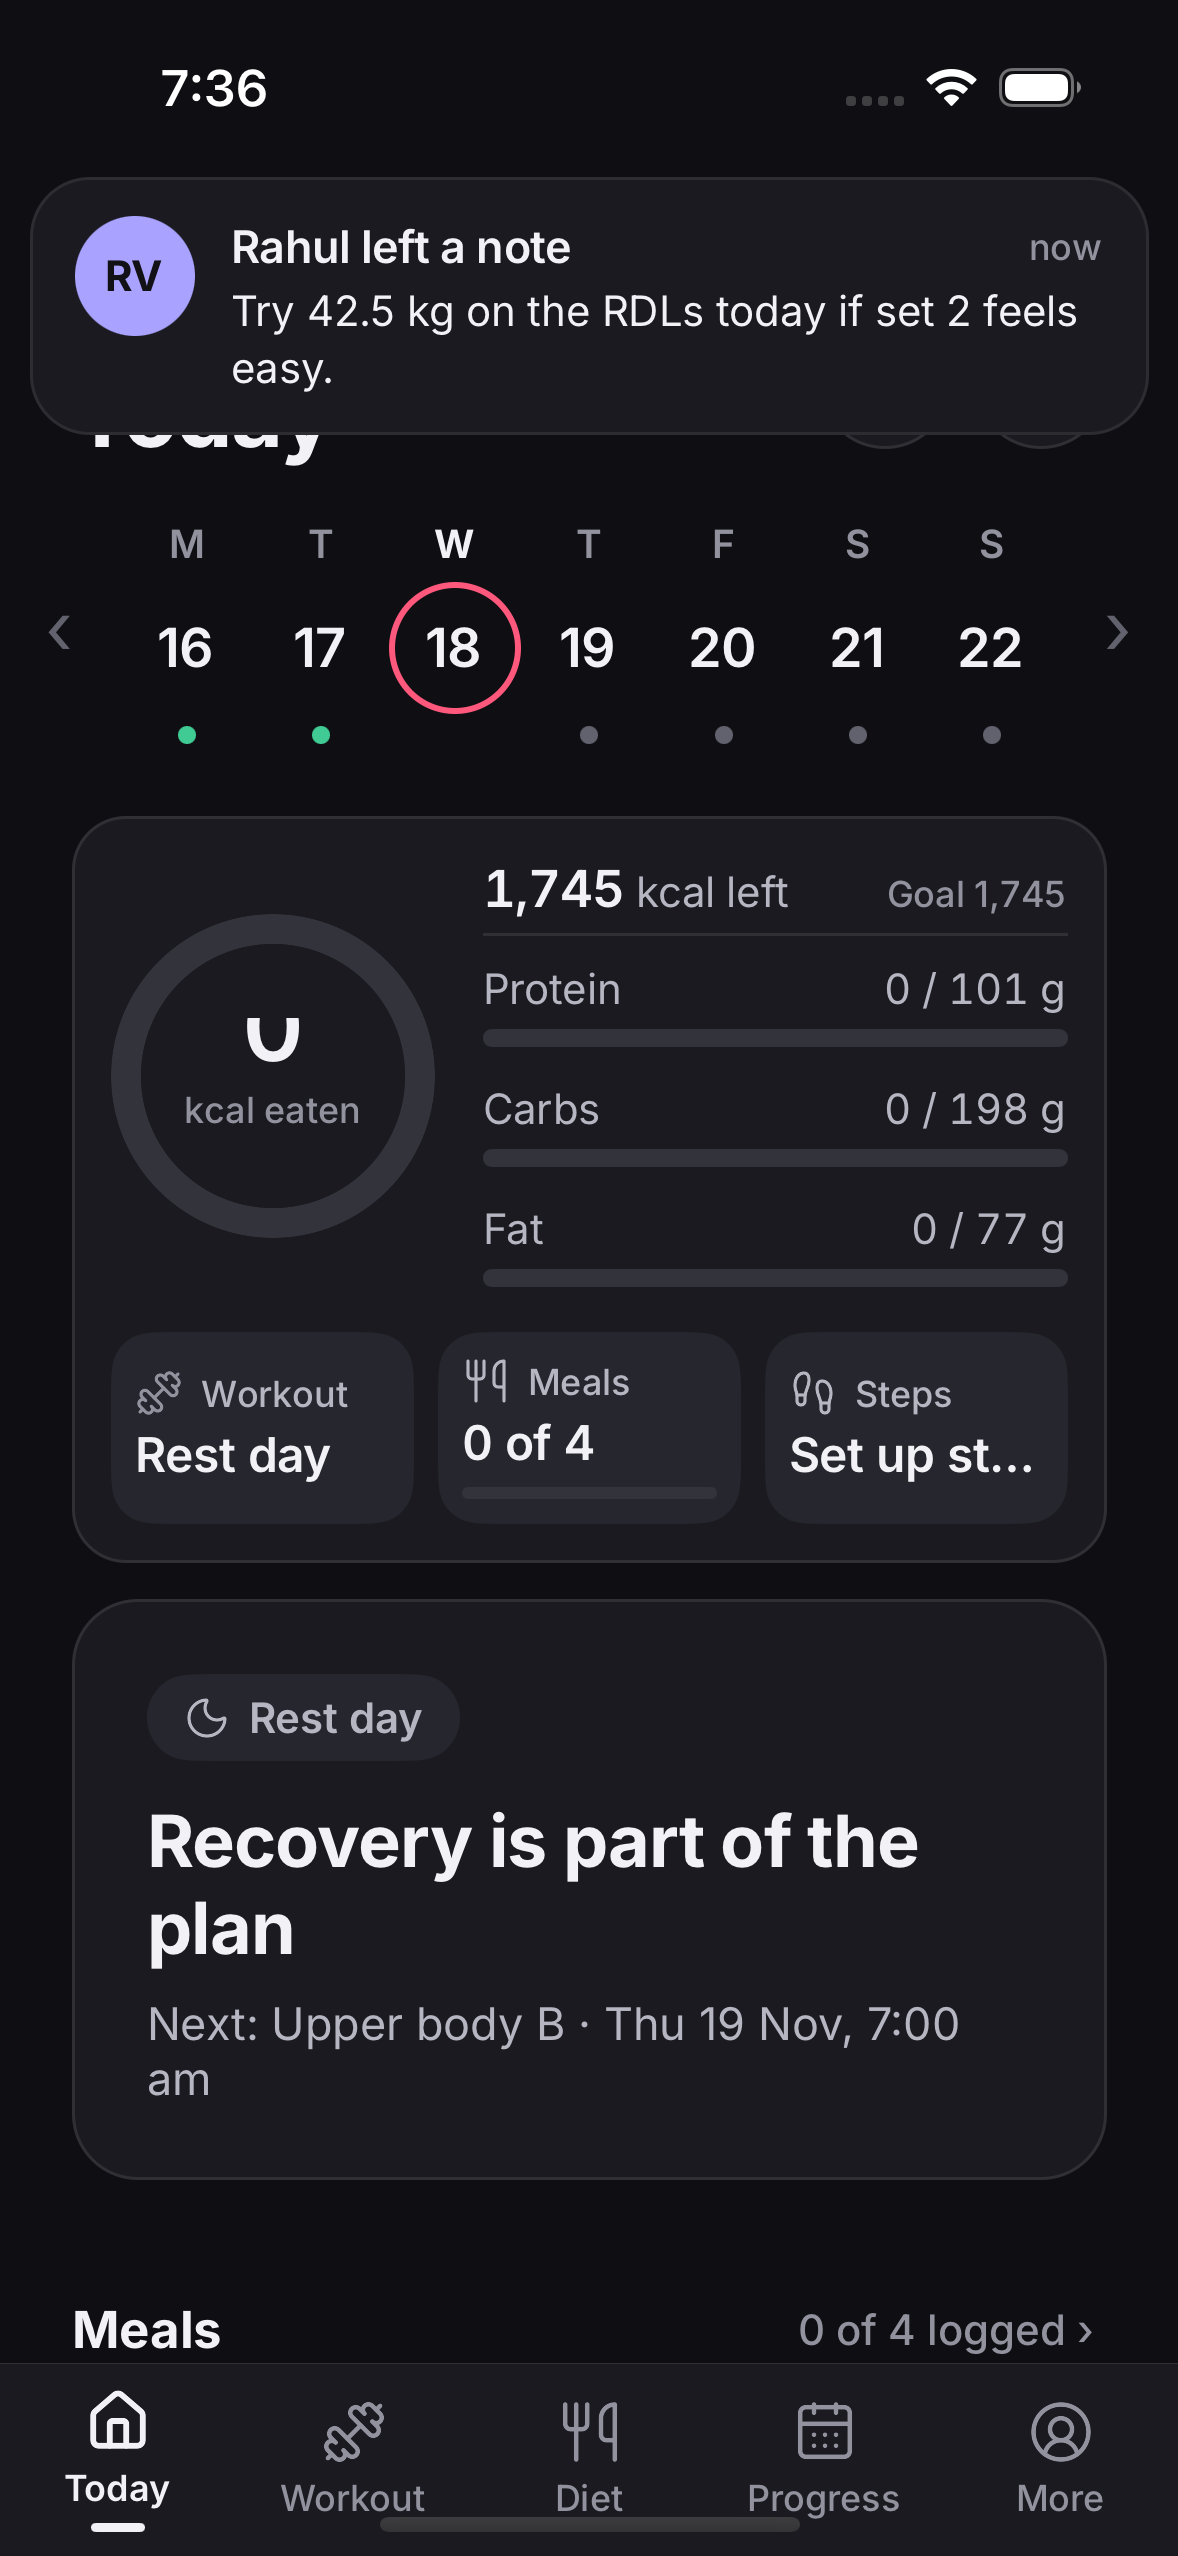 7:36
RV
Rahul left a note
now
Try 42.5 kg on the RDLs today if set 2 feels
easy.
Today
M T W T F S S
‹ 16 17 18 19 20 21 22 ›
1,745 kcal left
Goal 1,745
0
kcal eaten
Protein 0 / 101 g
Carbs 0 / 198 g
Fat 0 / 77 g
Workout
Rest day
Meals
0 of 4
Steps
Set up st...
Rest day
Recovery is part of the
plan
Next: Upper body B · Thu 19 Nov, 7:00
am
Meals
0 of 4 logged ›
Today
Workout
Diet
Progress
More